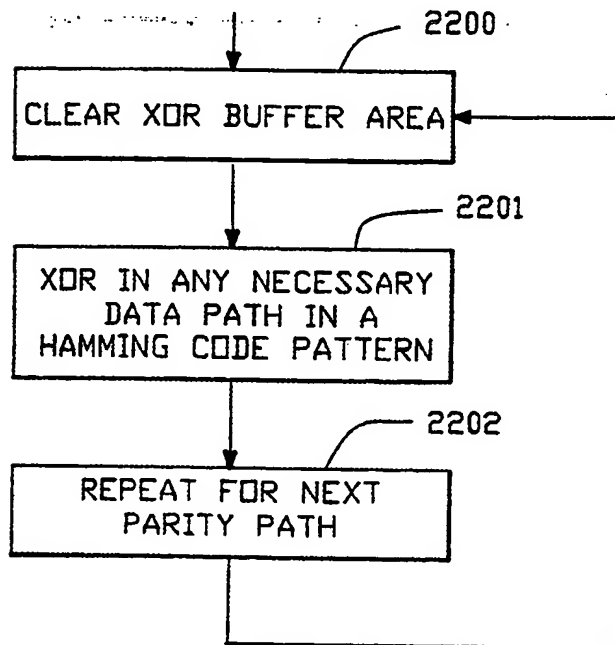 2200
CLEAR XOR BUFFER AREA
2201
XOR IN ANY NECESSARY
DATA PATH IN A
HAMMING CODE PATTERN
2202
REPEAT FOR NEXT
PARITY PATH